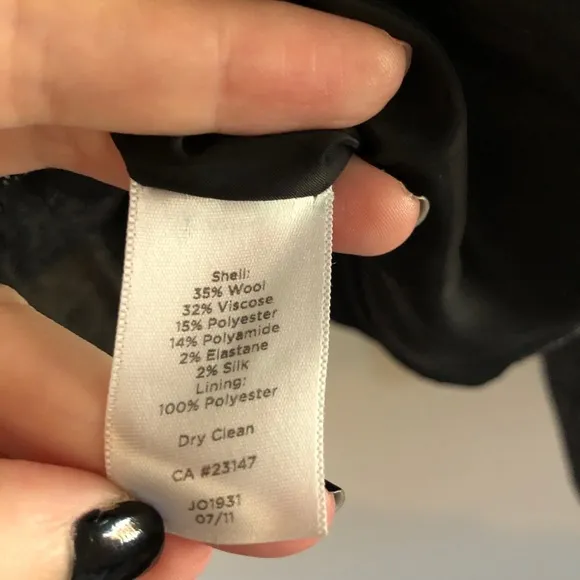 Shell:
35% Wool
32% Viscose
15% Polyester
14% Polyamide
2% Elastane
2% Silk
Lining:
100% Polyester
Dry Clean
CA #23147
JO1931
07/11